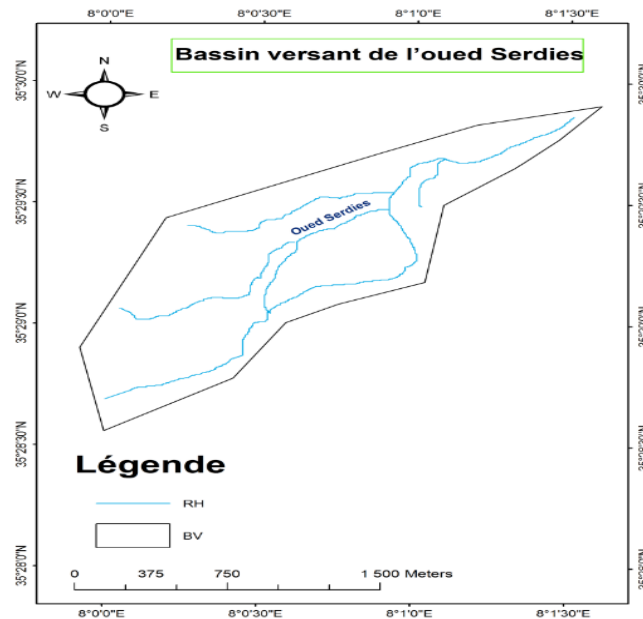 8°0'0"E 8°0'30"E 8°1'0"E 8°1'30"E
Bassin versant de l’oued Serdies
N
W E
S
35°30'0"N
35°29'30"N
35°29'0"N
35°28'30"N
35°28'0"N
Oued Serdies
Légende
RH
BV
0 375 750 1 500 Meters
8°0'0"E 8°0'30"E 8°1'0"E 8°1'30"E